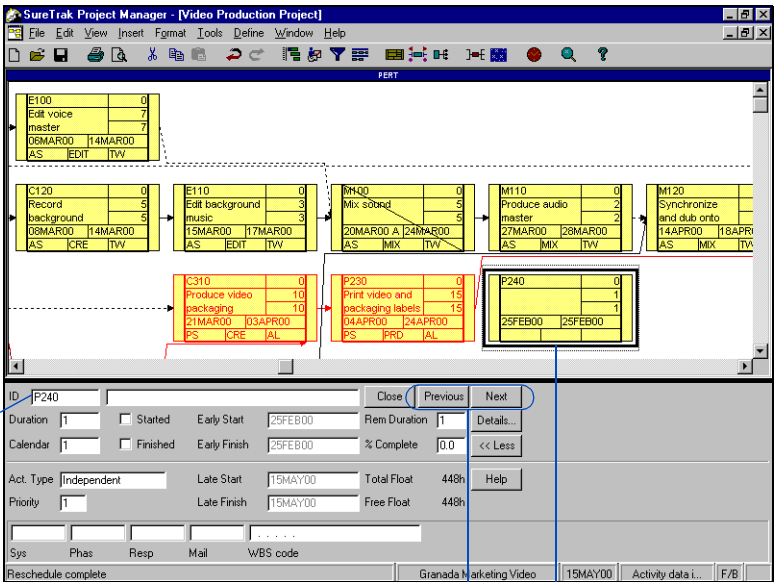 SureTrak Project Manager - [Video Production Project]
File Edit View Insert Format Tools Define Window Help
PERT
E100 0
Edit voice 7
master 7
06MAR00 14MAR00
AS EDIT TW
C120 0
Record 5
background 5
08MAR00 14MAR00
AS CRE TW
E110 0
Edit background 3
music 3
15MAR00 17MAR00
AS EDIT TW
M100 0
Mix sound 5
5
20MAR00 A 24MAR00
AS MIX TW
M110 0
Produce audio 2
master 2
27MAR00 28MAR00
AS MIX TW
M120
Synchronize
and dub onto
14APR00 18APR
AS MIX TW
C310 0
Produce video 10
packaging 10
21MAR00 03APR00
PS CRE AL
P230 0
Print video and 15
packaging labels 15
04APR00 24APR00
PS PRD AL
P240 0
1
1
25FEB00 25FEB00
ID P240 Close Previous Next
Duration 1 Started Early Start 25FEB00 Rem Duration 1 Details...
Calendar 1 Finished Early Finish 25FEB00 % Complete 0.0 << Less
Act. Type Independent Late Start 15MAY00 Total Float 448h Help
Priority 1 Late Finish 15MAY00 Free Float 448h
. . . . .
Sys Phas Resp Mail WBS code
Reschedule complete Granada Marketing Video 15MAY00 Activity data i... F/B